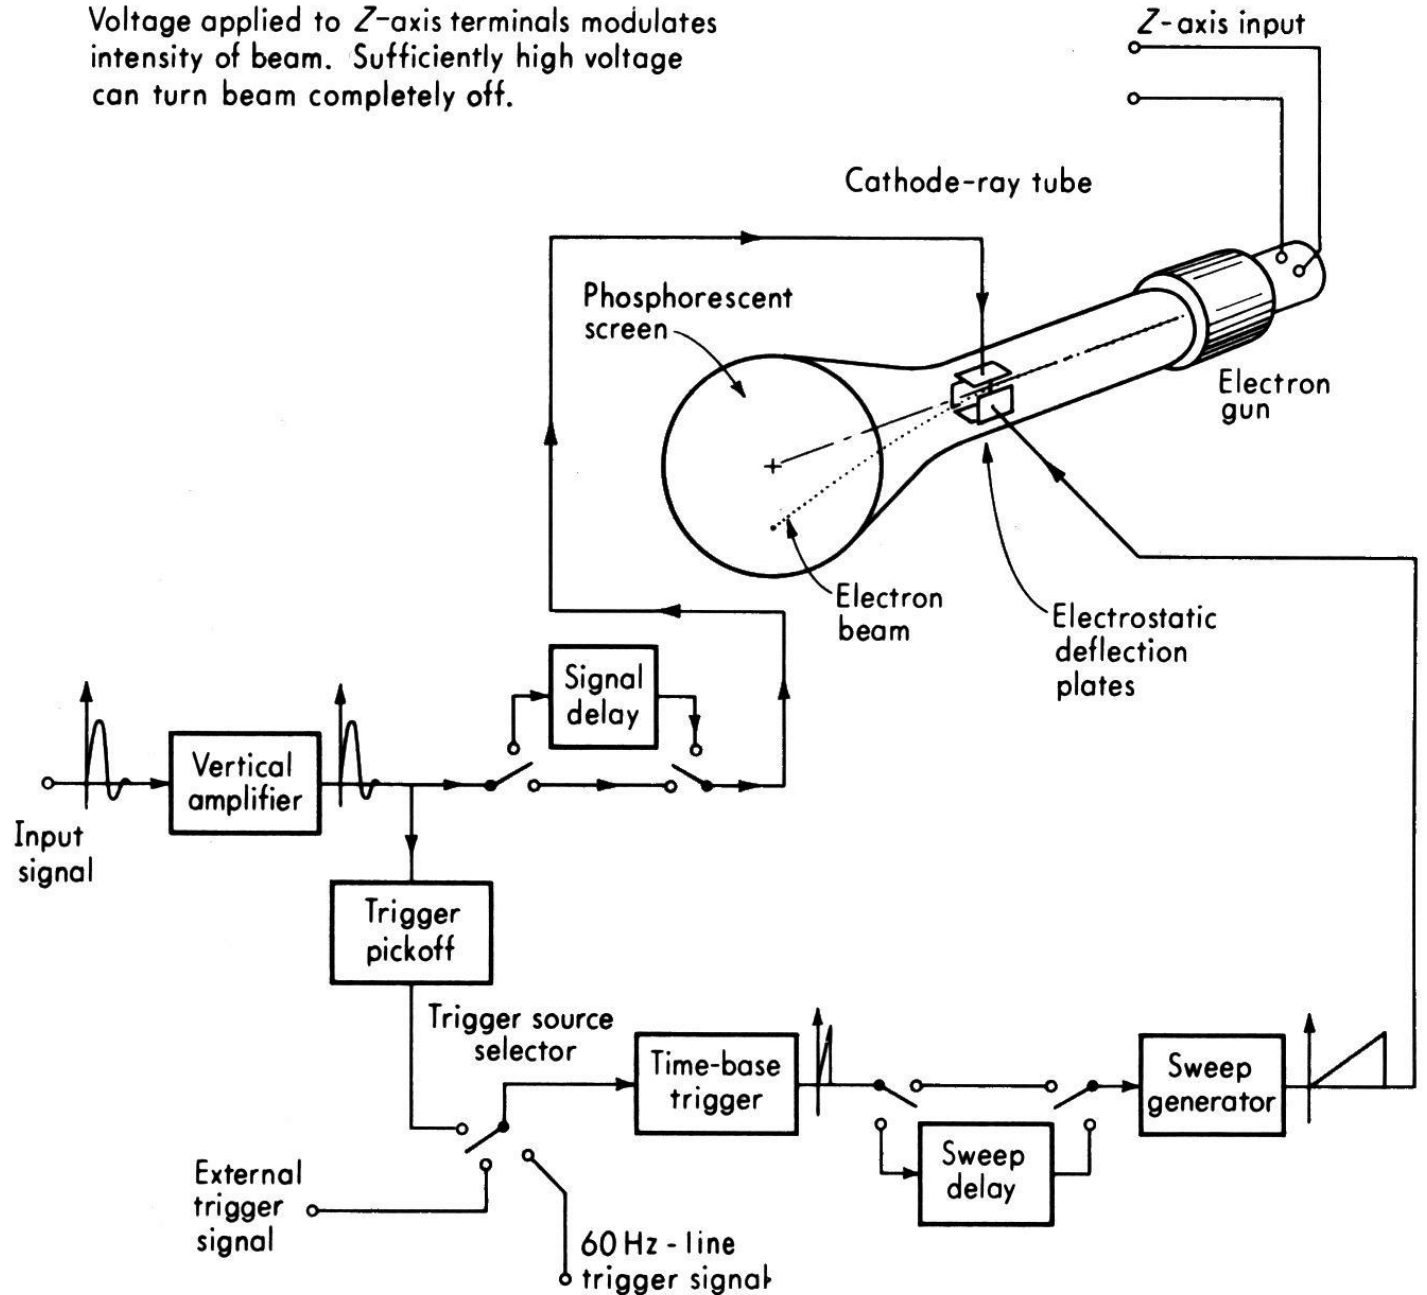 Voltage applied to Z-axis terminals modulates
intensity of beam. Sufficiently high voltage
can turn beam completely off.
Z-axis input
Cathode-ray tube
Phosphorescent
screen
Electron
gun
Electron
beam
Electrostatic
deflection
plates
Signal
delay
Vertical
amplifier
Input
signal
Trigger
pickoff
Trigger source
selector
Time-base
trigger
Sweep
generator
Sweep
delay
External
trigger
signal
60 Hz-line
trigger signal